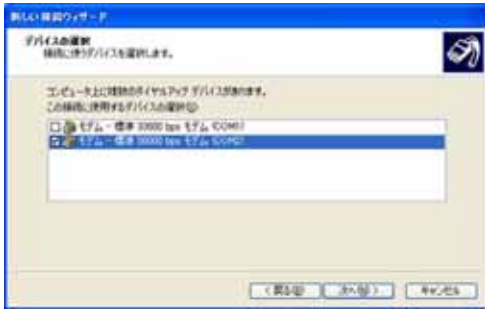 新しい接続ウィザード
デバイスの選択
接続に使うデバイスを選択します。
コンピュータ上に複数のダイヤルアップ デバイスがあります。
この接続に使用するデバイスの選択
モデム - 標準 33600 bps モデム
モデム - 標準 bps モデム
< 戻る(B)
次へ(N) >
キャンセル